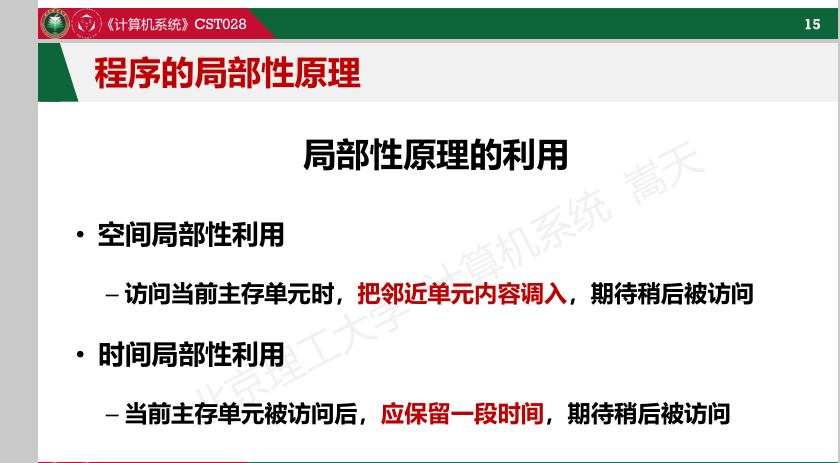 《计算机系统》CST028
15
程序的局部性原理
局部性原理的利用
• 空间局部性利用
– 访问当前主存单元时，把邻近单元内容调入，期待稍后被访问
• 时间局部性利用
– 当前主存单元被访问后，应保留一段时间，期待稍后被访问
北京理工大学 计算机系统 嵩天